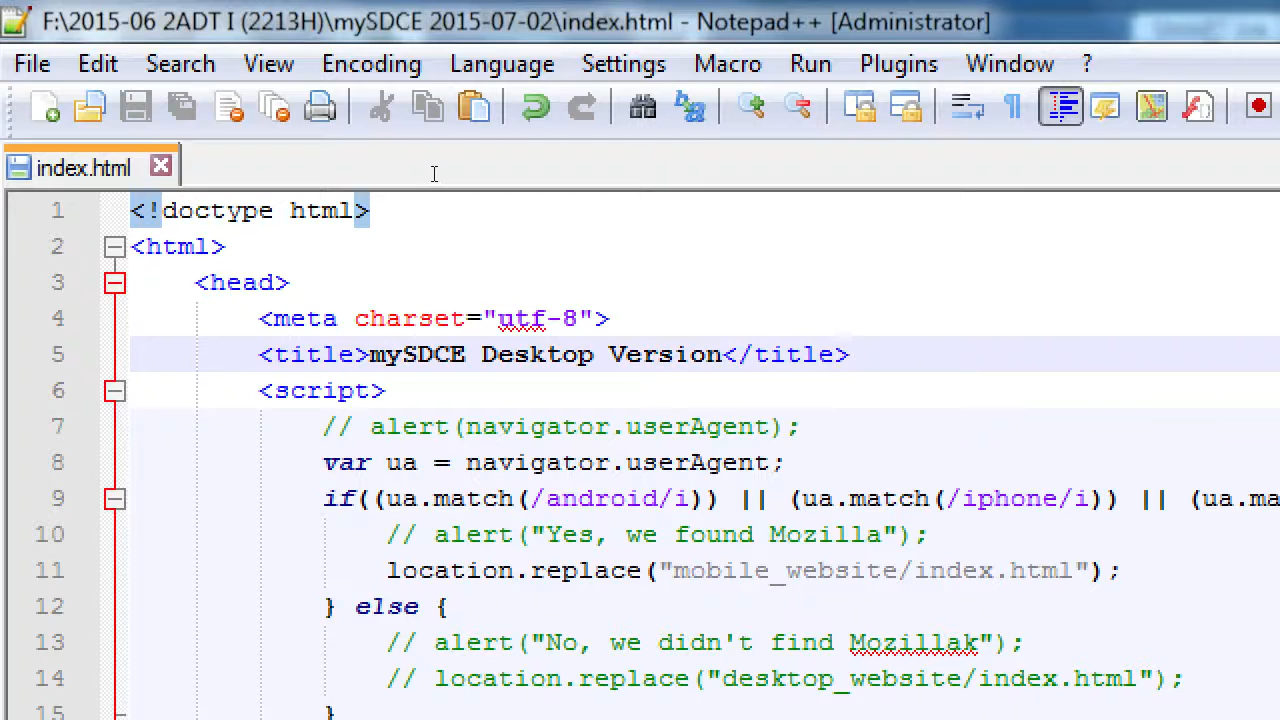 F:\2015-06 2ADT I (2213H)\mySDCE 2015-07-02\index.html - Notepad++ [Administrator]
File Edit Search View Encoding Language Settings Macro Run Plugins Window ?
index.html
1 <!doctype html>
2 <html>
3 <head>
4 <meta charset="utf-8">
5 <title>mySDCE Desktop Version</title>
6 <script>
7 // alert(navigator.userAgent);
8 var ua = navigator.userAgent;
9 if((ua.match(/android/i)) || (ua.match(/iphone/i)) || (ua.ma
10 // alert("Yes, we found Mozilla");
11 location.replace("mobile_website/index.html");
12 } else {
13 // alert("No, we didn't find Mozillak");
14 // location.replace("desktop_website/index.html");
15 }